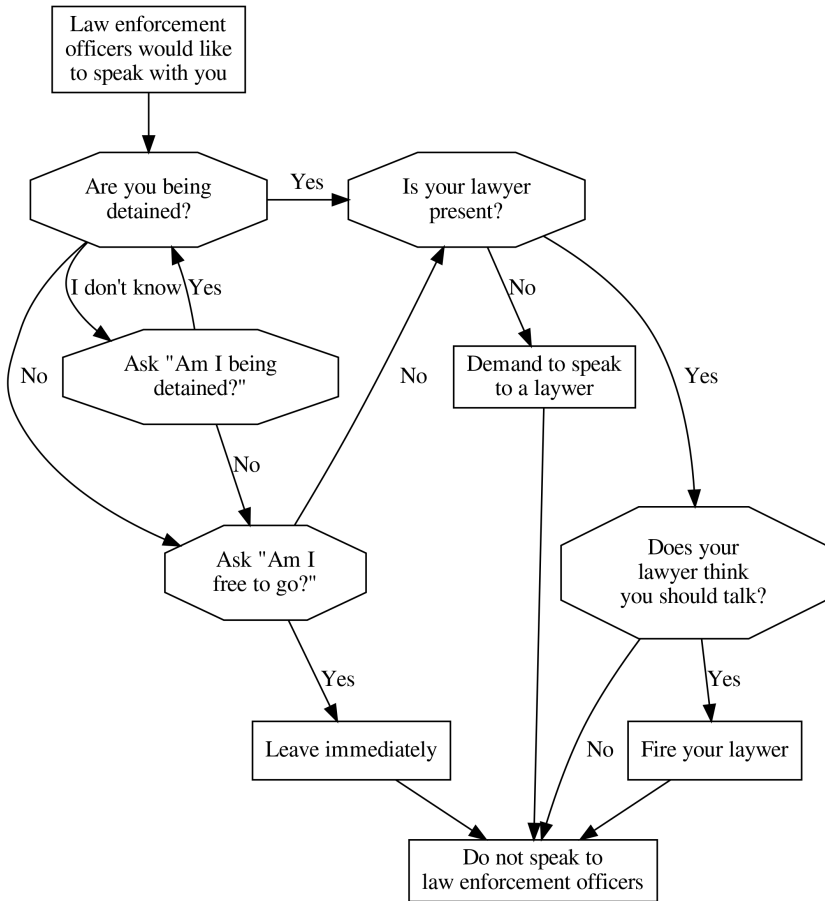 Law enforcement
officers would like
to speak with you
Are you being
detained?
Yes
Is your lawyer
present?
I don't know
Yes
No
Ask "Am I being
detained?"
No
Demand to speak
to a laywer
No
Yes
No
Ask "Am I
free to go?"
Does your
lawyer think
you should talk?
Yes
Yes
Leave immediately
No
Fire your laywer
Do not speak to
law enforcement officers